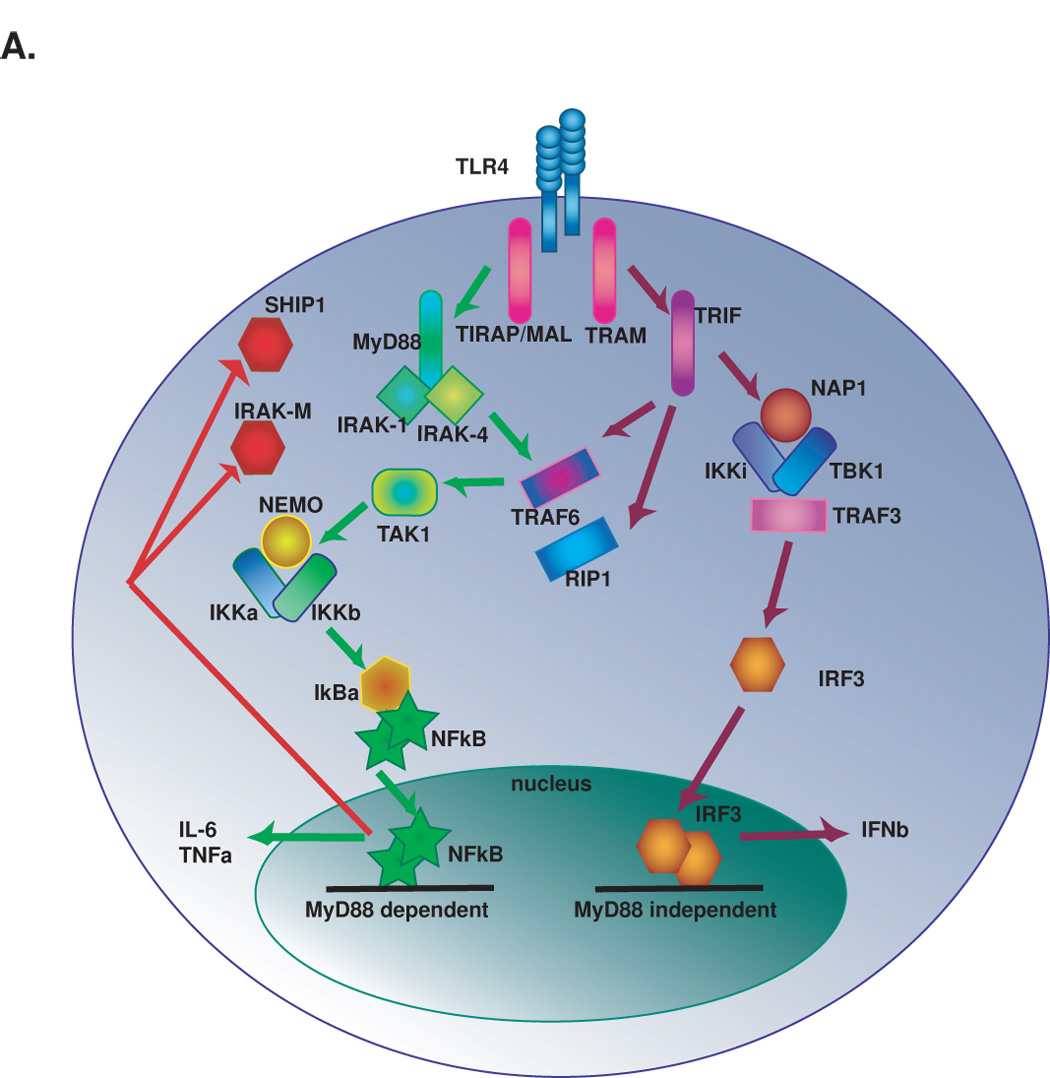 A.
TLR4
SHIP1
TRIF
TIRAP/MAL
TRAM
MyD88
NAP1
IRAK-M
IRAK-1
IRAK-4
IKKi
TBK1
NEMO
TRAF6
TRAF3
TAK1
RIP1
IKKa
IKKb
IRF3
IkBa
NFkB
nucleus
IRF3
IL-6
TNFa
IFNb
NFkB
MyD88 dependent
MyD88 independent